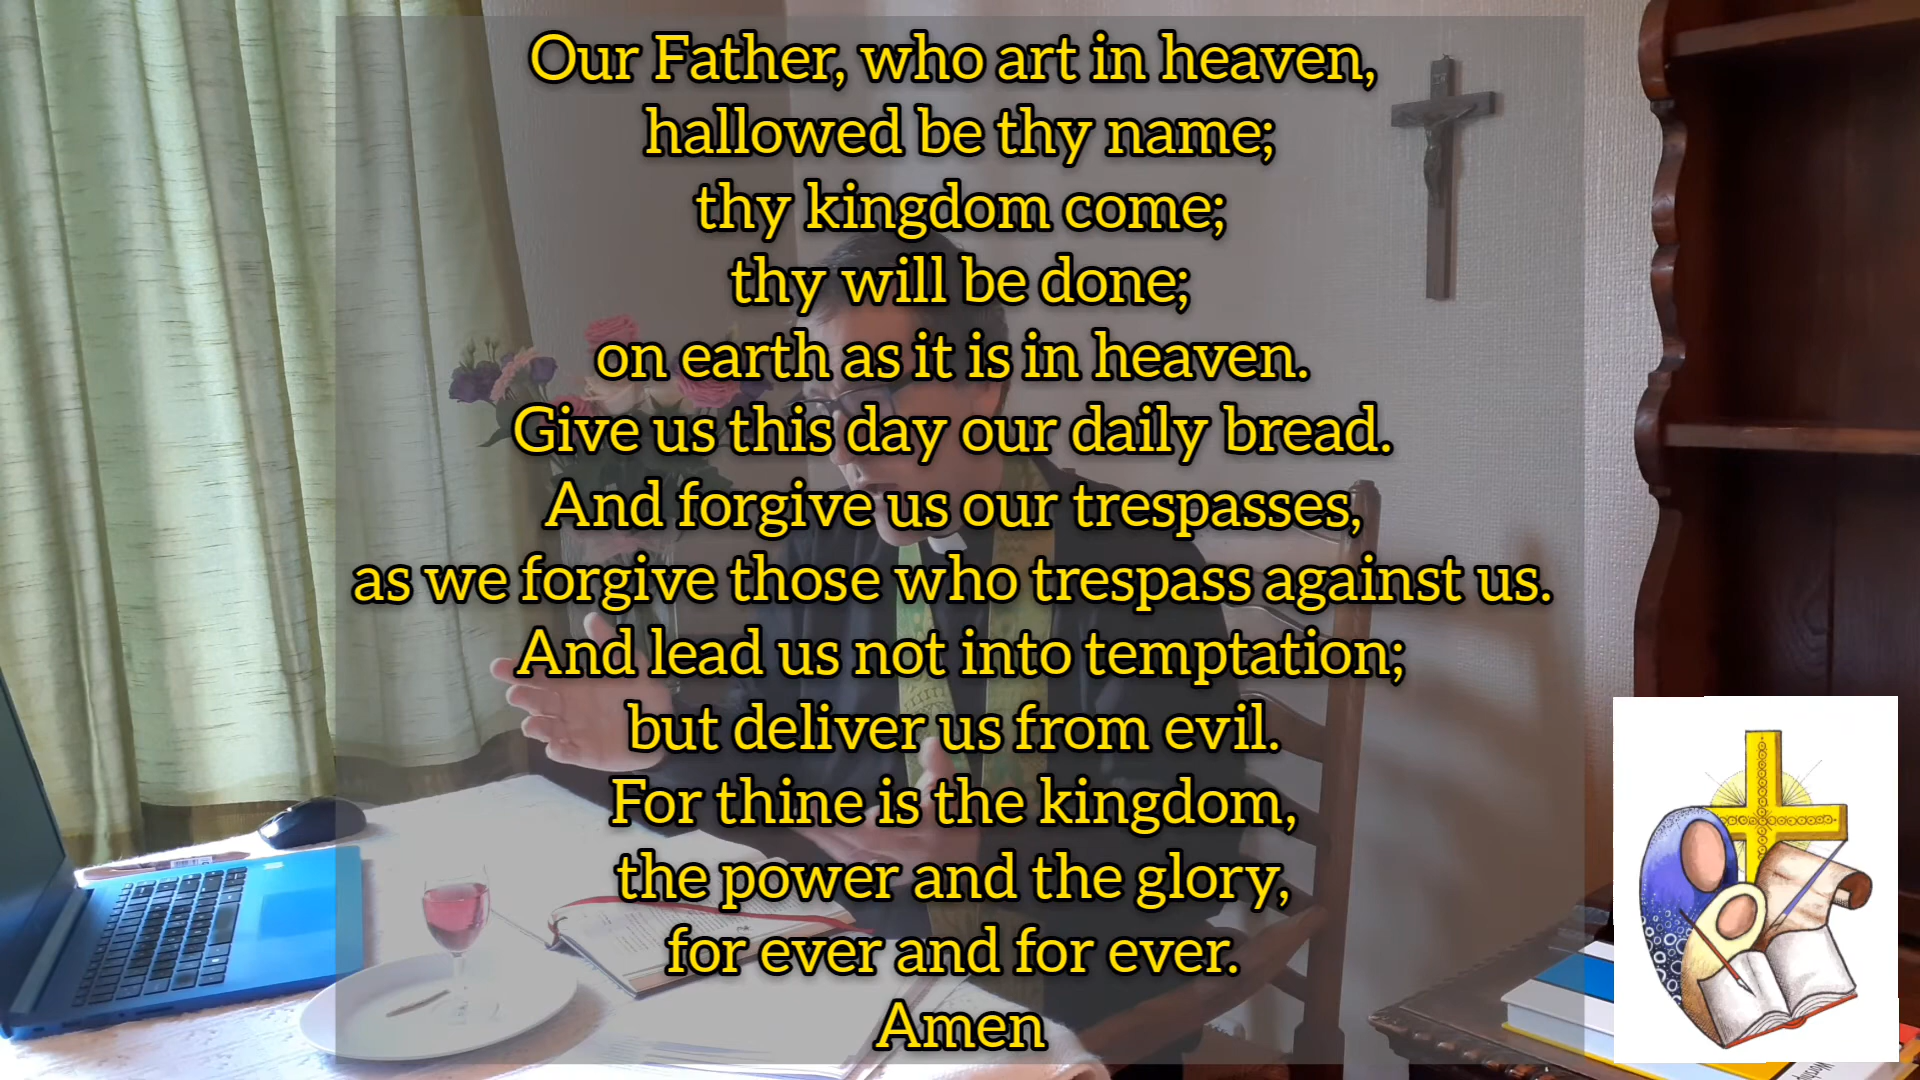 Our Father, who art in heaven,
hallowed be thy name;
thy kingdom come;
thy will be done;
on earth as it is in heaven.
Give us this day our daily bread.
And forgive us our trespasses,
as we forgive those who trespass against us.
And lead us not into temptation;
but deliver us from evil.
For thine is the kingdom,
the power and the glory,
for ever and for ever.
Amen